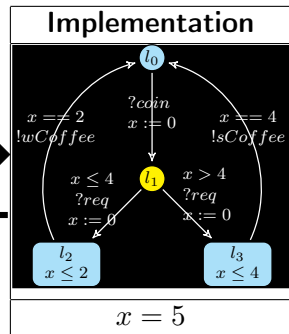 Implementation
l₀
?coin
x := 0
x == 2
!wCoffee
x == 4
!sCoffee
l₁
x ≤ 4
?req
x := 0
x > 4
?req
x := 0
l₂
x ≤ 2
l₃
x ≤ 4
x = 5